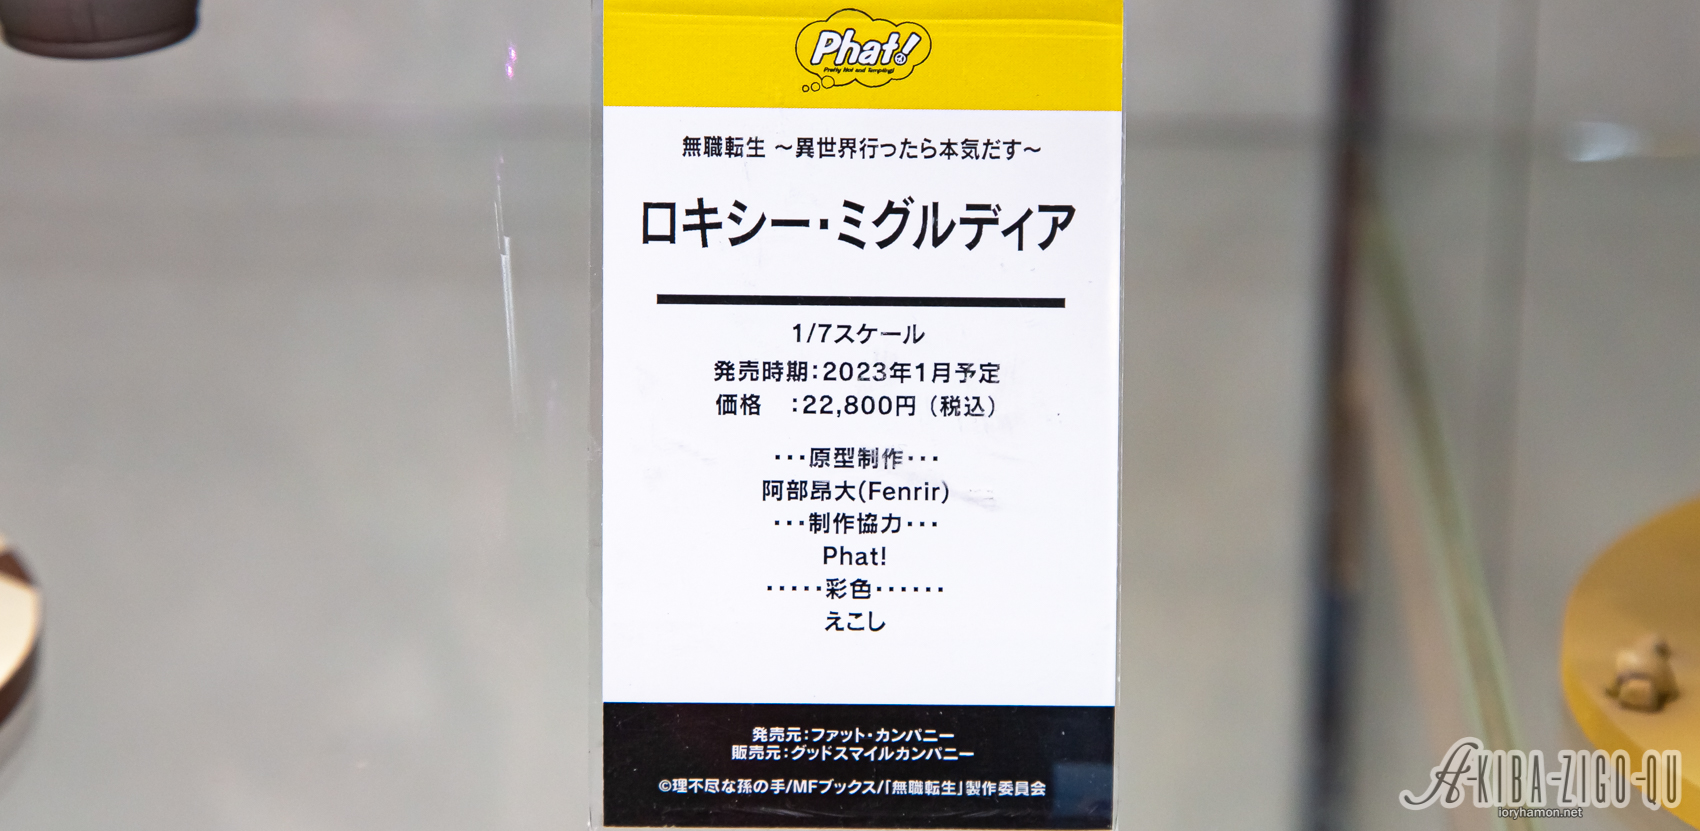 Phat!
Pretty Hot and Tempting!
無職転生 ～異世界行ったら本気だす～
ロキシー・ミグルディア
1/7スケール
発売時期：2023年1月予定
価格　：22,800円（税込）
･･･原型制作･･･
阿部昂大(Fenrir)
･･･制作協力･･･
Phat!
･････彩色･･････
えこし
発売元：ファット・カンパニー
販売元：グッドスマイルカンパニー
©理不尽な孫の手/MFブックス/「無職転生」製作委員会
A-KIBA-ZIGO-QU
ioryhamon.net